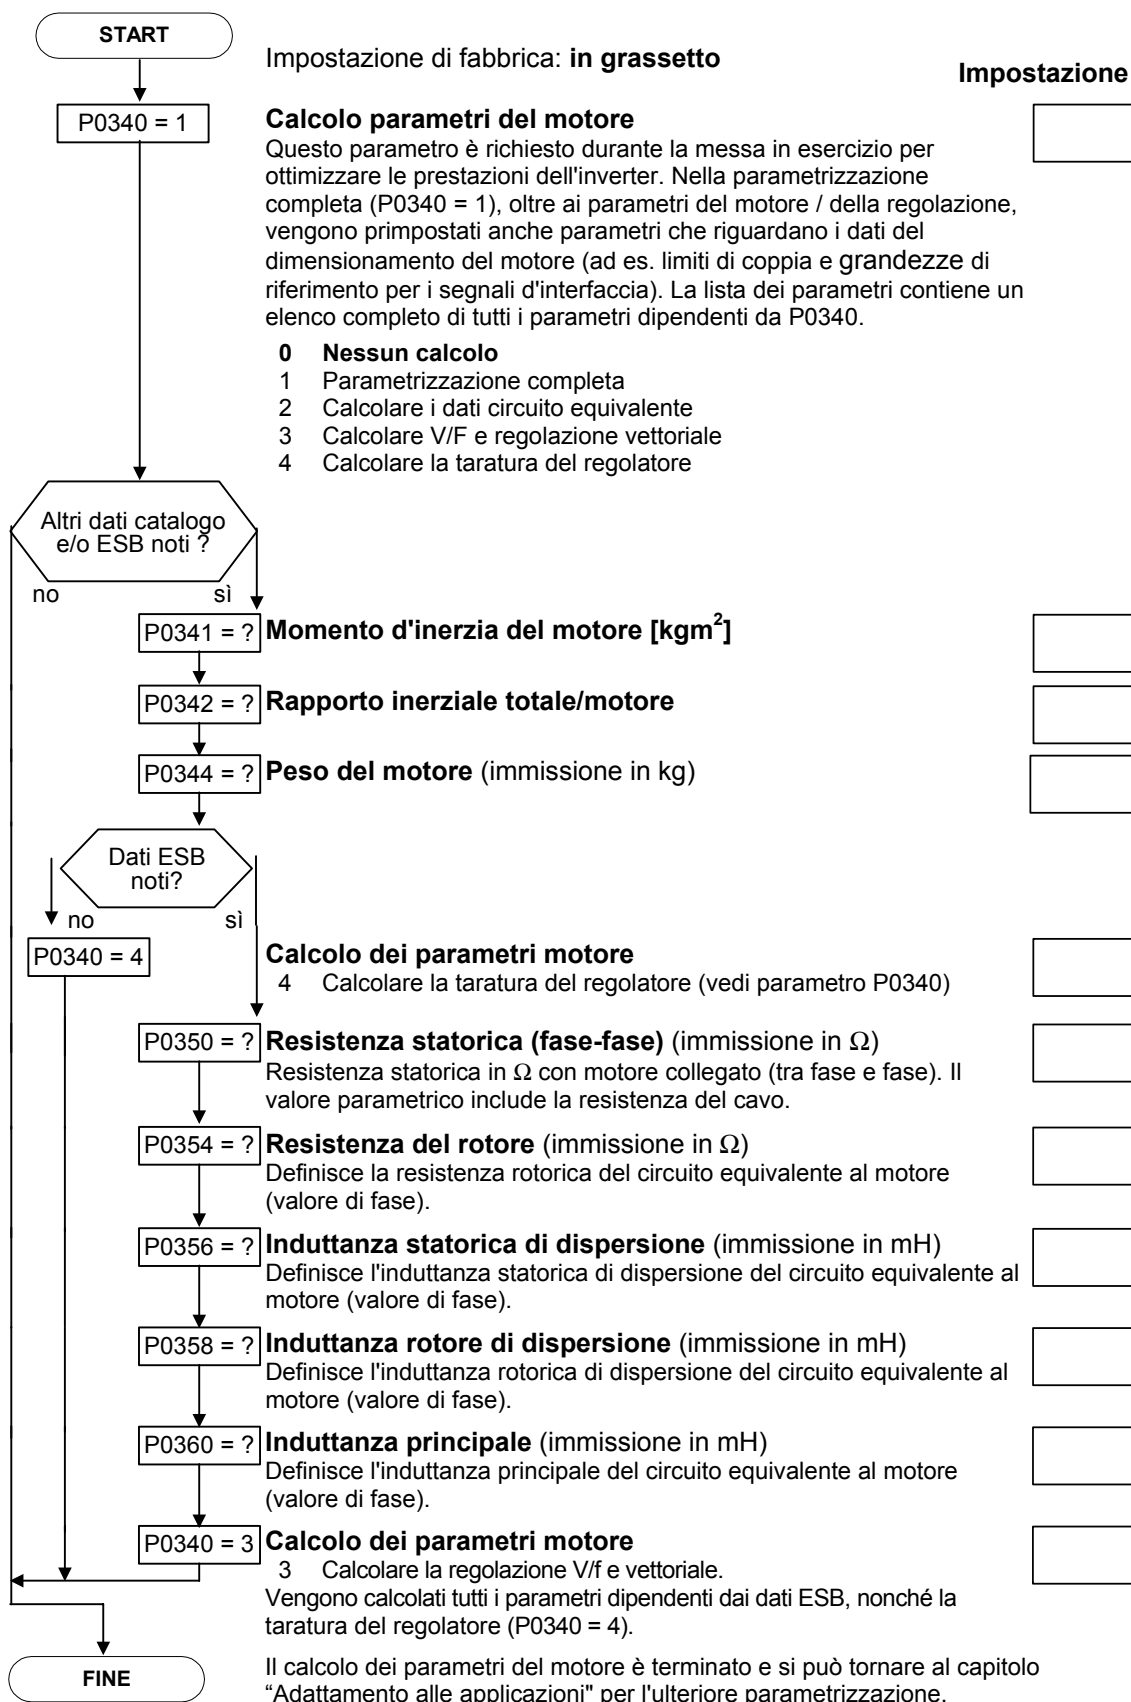 START
Impostazione di fabbrica: in grassetto
Impostazione
P0340 = 1
Calcolo parametri del motore
Questo parametro è richiesto durante la messa in esercizio per
ottimizzare le prestazioni dell'inverter. Nella parametrizzazione
completa (P0340 = 1), oltre ai parametri del motore / della regolazione,
vengono primpostati anche parametri che riguardano i dati del
dimensionamento del motore (ad es. limiti di coppia e grandezze di
riferimento per i segnali d'interfaccia). La lista dei parametri contiene un
elenco completo di tutti i parametri dipendenti da P0340.
0 Nessun calcolo
1 Parametrizzazione completa
2 Calcolare i dati circuito equivalente
3 Calcolare V/F e regolazione vettoriale
4 Calcolare la taratura del regolatore
Altri dati catalogo
e/o ESB noti ?
no sì
P0341 = ? Momento d'inerzia del motore [kgm²]
P0342 = ? Rapporto inerziale totale/motore
P0344 = ? Peso del motore (immissione in kg)
Dati ESB
noti?
no sì
P0340 = 4
Calcolo dei parametri motore
4 Calcolare la taratura del regolatore (vedi parametro P0340)
P0350 = ? Resistenza statorica (fase-fase) (immissione in Ω)
Resistenza statorica in Ω con motore collegato (tra fase e fase). Il
valore parametrico include la resistenza del cavo.
P0354 = ? Resistenza del rotore (immissione in Ω)
Definisce la resistenza rotorica del circuito equivalente al motore
(valore di fase).
P0356 = ? Induttanza statorica di dispersione (immissione in mH)
Definisce l'induttanza statorica di dispersione del circuito equivalente al
motore (valore di fase).
P0358 = ? Induttanza rotore di dispersione (immissione in mH)
Definisce l'induttanza rotorica di dispersione del circuito equivalente al
motore (valore di fase).
P0360 = ? Induttanza principale (immissione in mH)
Definisce l'induttanza principale del circuito equivalente al motore
(valore di fase).
P0340 = 3 Calcolo dei parametri motore
3 Calcolare la regolazione V/f e vettoriale.
Vengono calcolati tutti i parametri dipendenti dai dati ESB, nonché la
taratura del regolatore (P0340 = 4).
FINE
Il calcolo dei parametri del motore è terminato e si può tornare al capitolo
“Adattamento alle applicazioni" per l'ulteriore parametrizzazione.